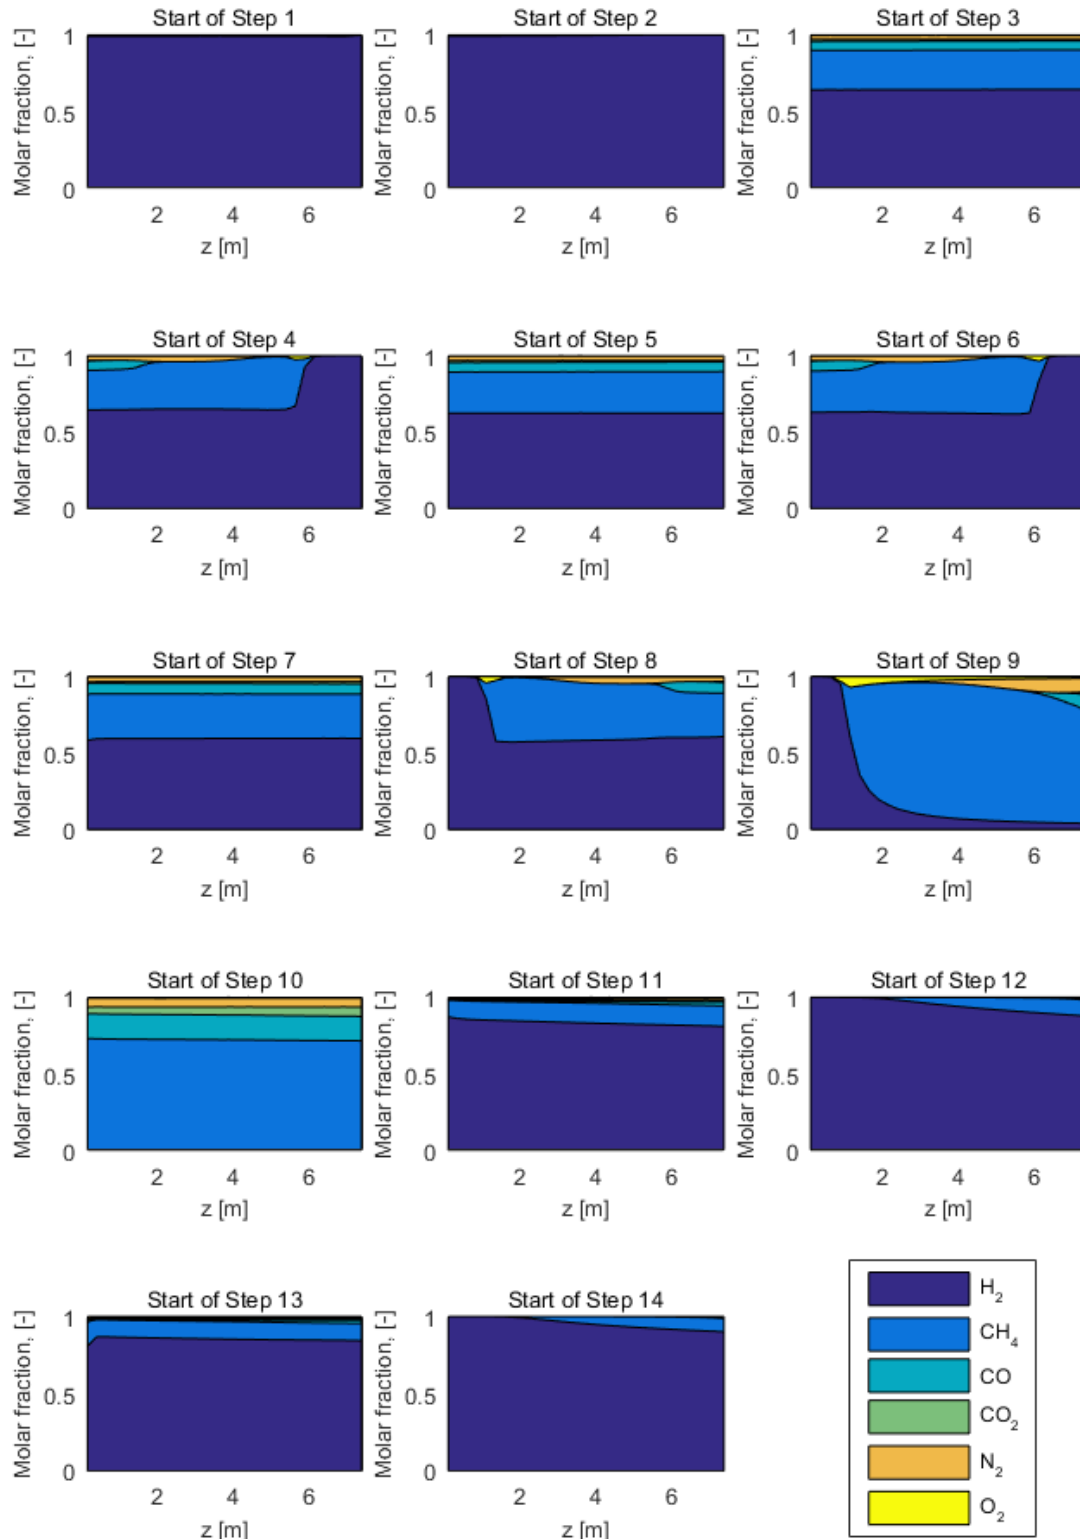 Start of Step 1
Start of Step 2
Start of Step 3
Molar fraction, [-]
1
0.5
0
2 4 6
z [m]
Molar fraction, [-]
1
0.5
0
2 4 6
z [m]
Molar fraction, [-]
1
0.5
0
2 4 6
z [m]
Start of Step 4
Start of Step 5
Start of Step 6
Molar fraction, [-]
1
0.5
0
2 4 6
z [m]
Molar fraction, [-]
1
0.5
0
2 4 6
z [m]
Molar fraction, [-]
1
0.5
0
2 4 6
z [m]
Start of Step 7
Start of Step 8
Start of Step 9
Molar fraction, [-]
1
0.5
0
2 4 6
z [m]
Molar fraction, [-]
1
0.5
0
2 4 6
z [m]
Molar fraction, [-]
1
0.5
0
2 4 6
z [m]
Start of Step 10
Start of Step 11
Start of Step 12
Molar fraction, [-]
1
0.5
0
2 4 6
z [m]
Molar fraction, [-]
1
0.5
0
2 4 6
z [m]
Molar fraction, [-]
1
0.5
0
2 4 6
z [m]
Start of Step 13
Start of Step 14
Molar fraction, [-]
1
0.5
0
2 4 6
z [m]
Molar fraction, [-]
1
0.5
0
2 4 6
z [m]
H₂
CH₄
CO
CO₂
N₂
O₂